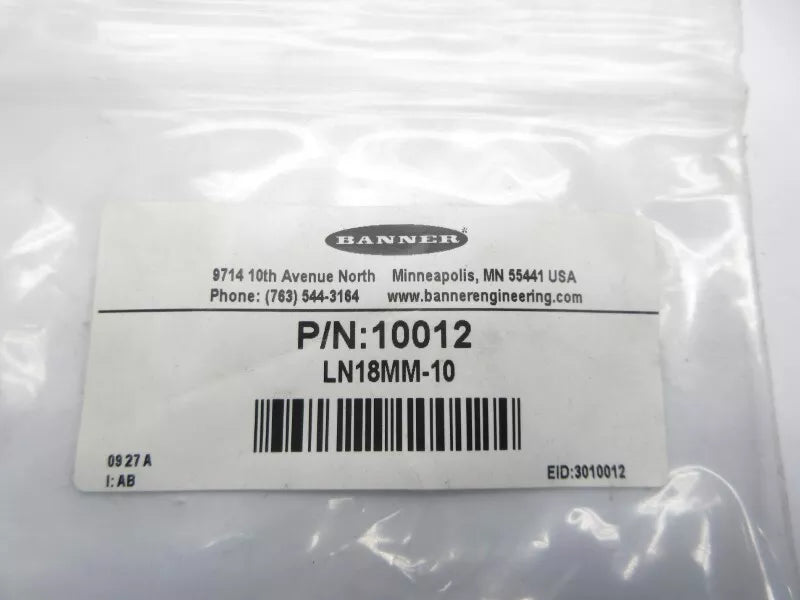 BANNER®
9714 10th Avenue North Minneapolis, MN 55441 USA
Phone: (763) 544-3164 www.bannerengineering.com
P/N:10012
LN18MM-10
09 27 A
I: AB
EID:3010012